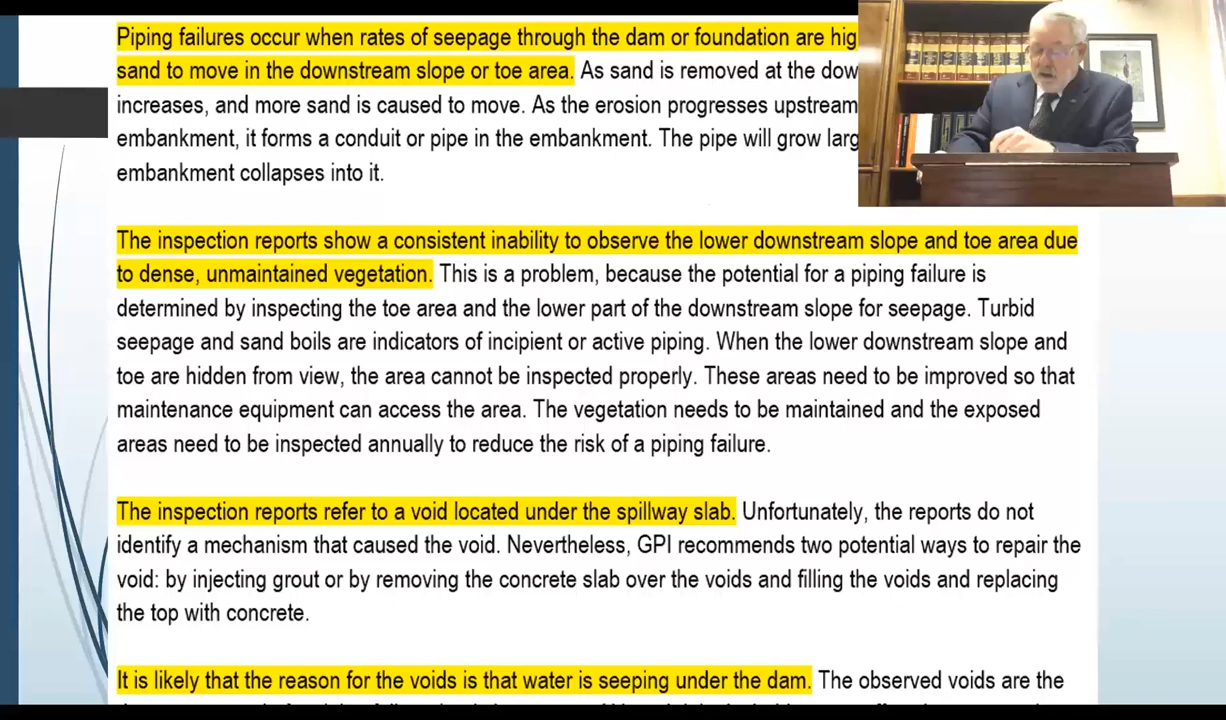 Piping failures occur when rates of seepage through the dam or foundation are hig
sand to move in the downstream slope or toe area. As sand is removed at the dow
increases, and more sand is caused to move. As the erosion progresses upstream
embankment, it forms a conduit or pipe in the embankment. The pipe will grow larg
embankment collapses into it.
The inspection reports show a consistent inability to observe the lower downstream slope and toe area due
to dense, unmaintained vegetation. This is a problem, because the potential for a piping failure is
determined by inspecting the toe area and the lower part of the downstream slope for seepage. Turbid
seepage and sand boils are indicators of incipient or active piping. When the lower downstream slope and
toe are hidden from view, the area cannot be inspected properly. These areas need to be improved so that
maintenance equipment can access the area. The vegetation needs to be maintained and the exposed
areas need to be inspected annually to reduce the risk of a piping failure.
The inspection reports refer to a void located under the spillway slab. Unfortunately, the reports do not
identify a mechanism that caused the void. Nevertheless, GPI recommends two potential ways to repair the
void: by injecting grout or by removing the concrete slab over the voids and filling the voids and replacing
the top with concrete.
It is likely that the reason for the voids is that water is seeping under the dam. The observed voids are the